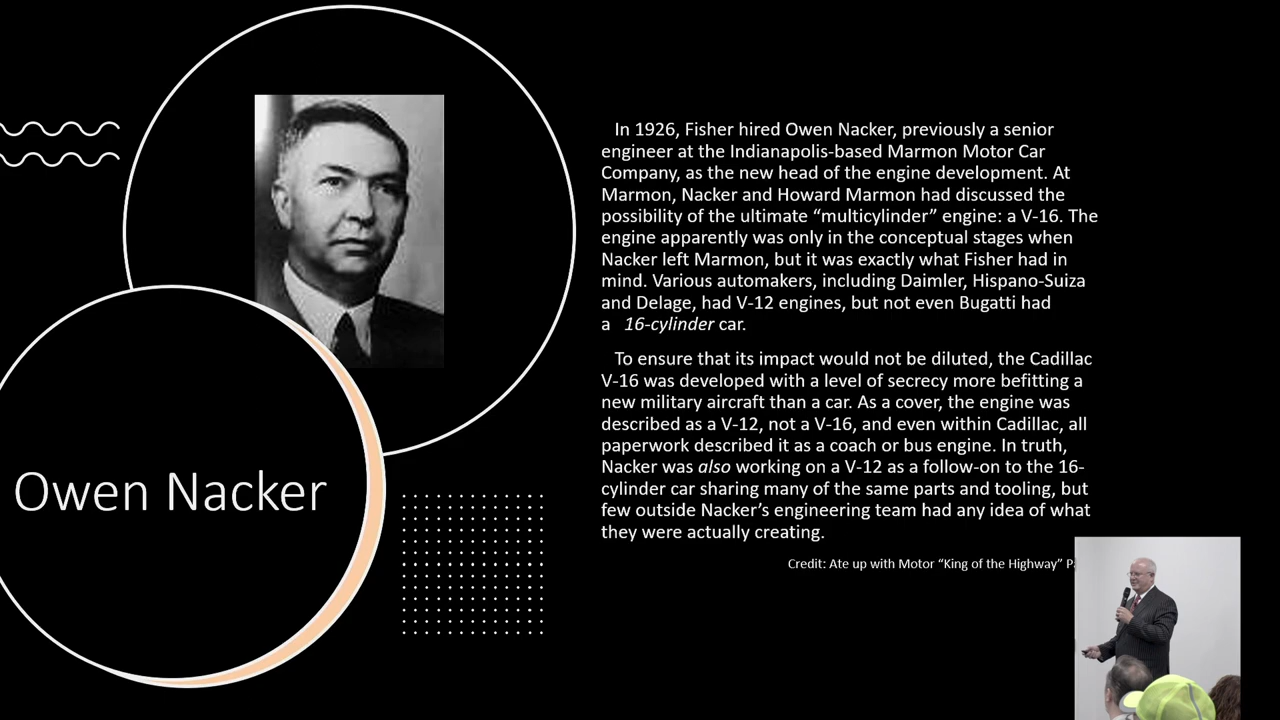 In 1926, Fisher hired Owen Nacker, previously a senior
engineer at the Indianapolis-based Marmon Motor Car
Company, as the new head of the engine development. At
Marmon, Nacker and Howard Marmon had discussed the
possibility of the ultimate “multicylinder” engine: a V-16. The
engine apparently was only in the conceptual stages when
Nacker left Marmon, but it was exactly what Fisher had in
mind. Various automakers, including Daimler, Hispano-Suiza
and Delage, had V-12 engines, but not even Bugatti had
a 16-cylinder car.
To ensure that its impact would not be diluted, the Cadillac
V-16 was developed with a level of secrecy more befitting a
new military aircraft than a car. As a cover, the engine was
described as a V-12, not a V-16, and even within Cadillac, all
paperwork described it as a coach or bus engine. In truth,
Nacker was also working on a V-12 as a follow-on to the 16-
cylinder car sharing many of the same parts and tooling, but
few outside Nacker’s engineering team had any idea of what
they were actually creating.
Credit: Ate up with Motor “King of the Highway”
Owen Nacker